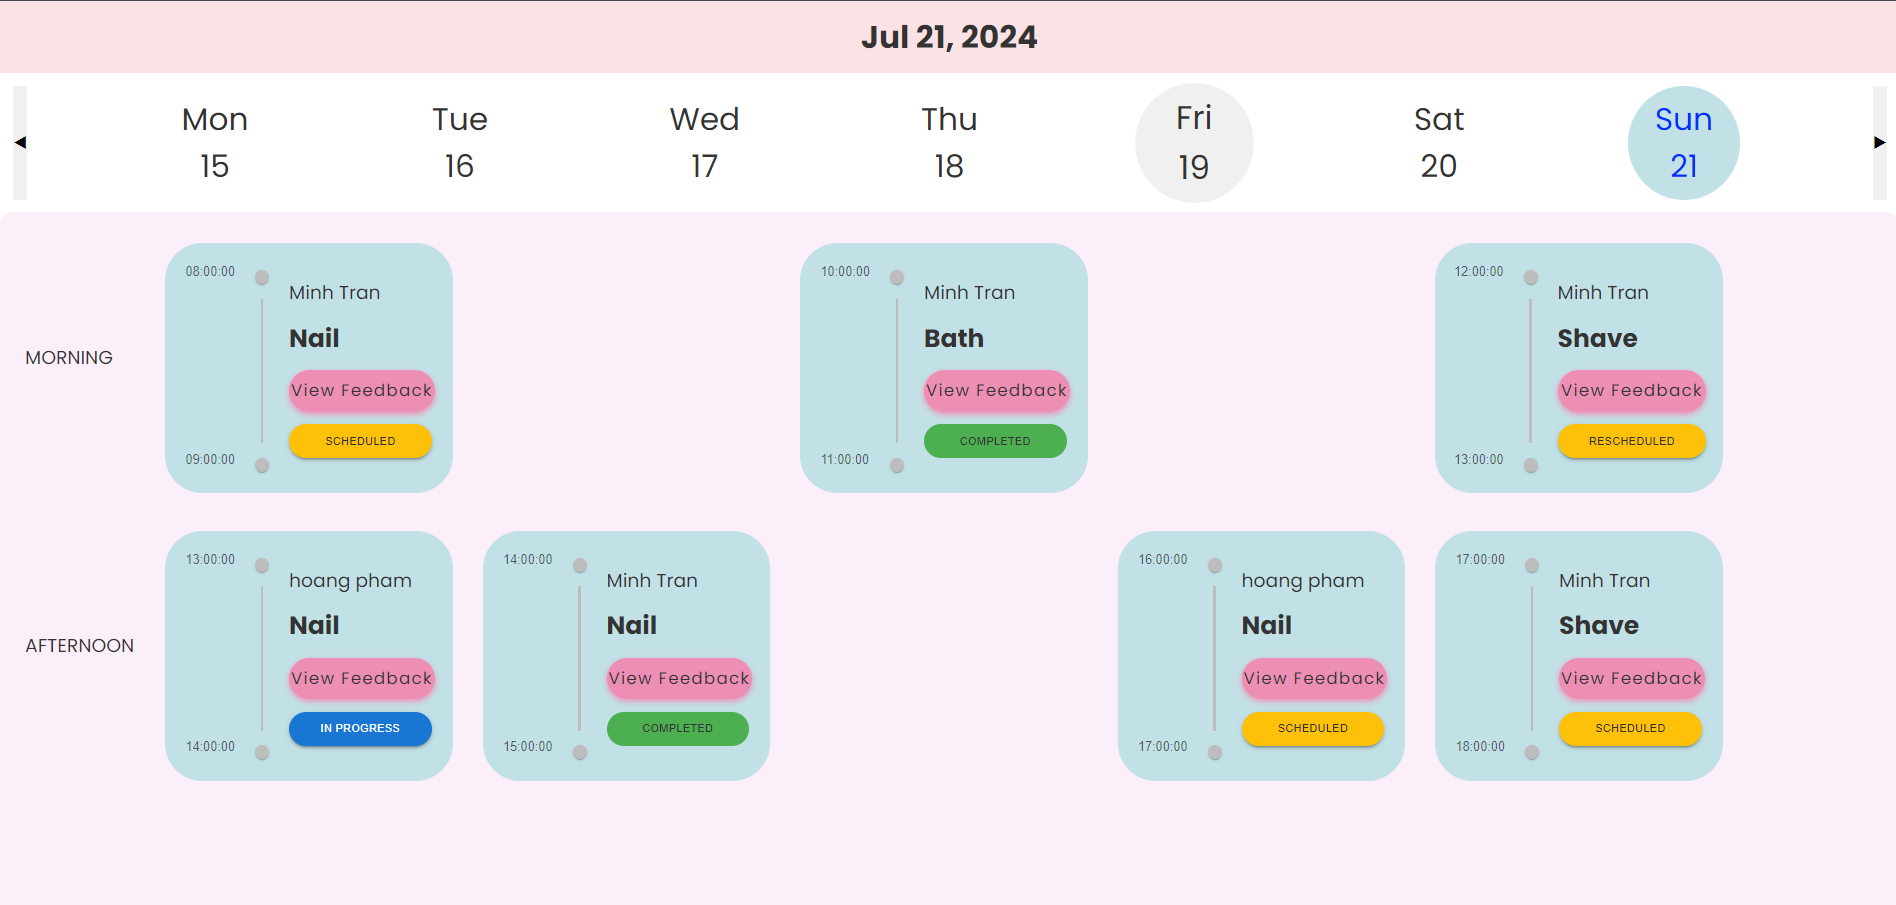 Jul 21, 2024
Mon
15
Tue
16
Wed
17
Thu
18
Fri
19
Sat
20
Sun
21
MORNING
08:00:00
Minh Tran
Nail
View Feedback
SCHEDULED
09:00:00
10:00:00
Minh Tran
Bath
View Feedback
COMPLETED
11:00:00
12:00:00
Minh Tran
Shave
View Feedback
RESCHEDULED
13:00:00
AFTERNOON
13:00:00
hoang pham
Nail
View Feedback
IN PROGRESS
14:00:00
14:00:00
Minh Tran
Nail
View Feedback
COMPLETED
15:00:00
16:00:00
hoang pham
Nail
View Feedback
SCHEDULED
17:00:00
17:00:00
Minh Tran
Shave
View Feedback
SCHEDULED
18:00:00